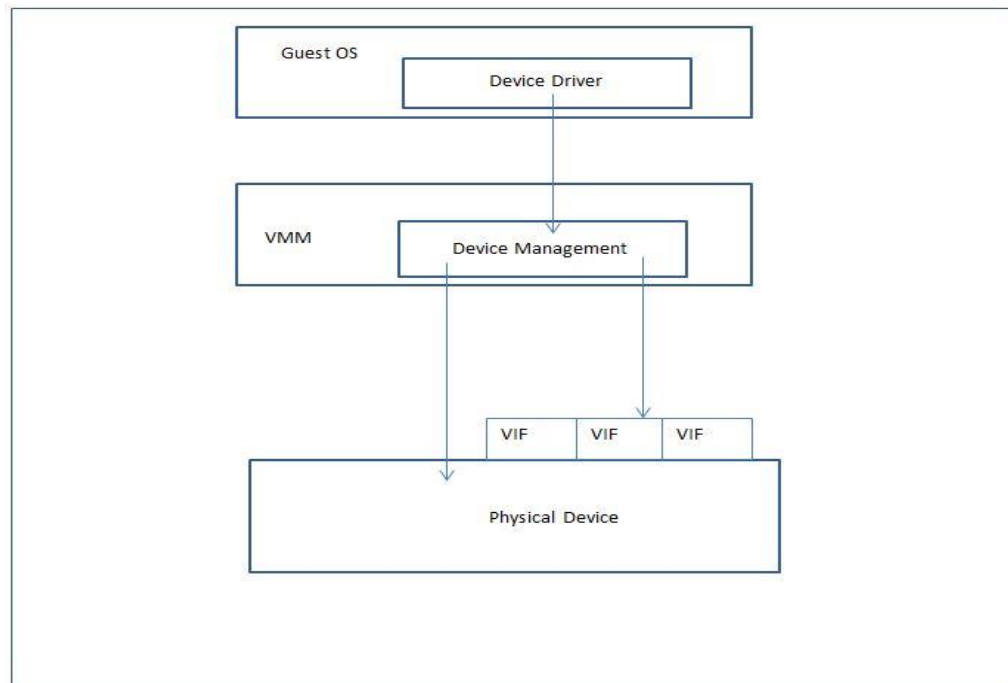 Guest OS
Device Driver
VMM
Device Management
VIF VIF VIF
Physical Device